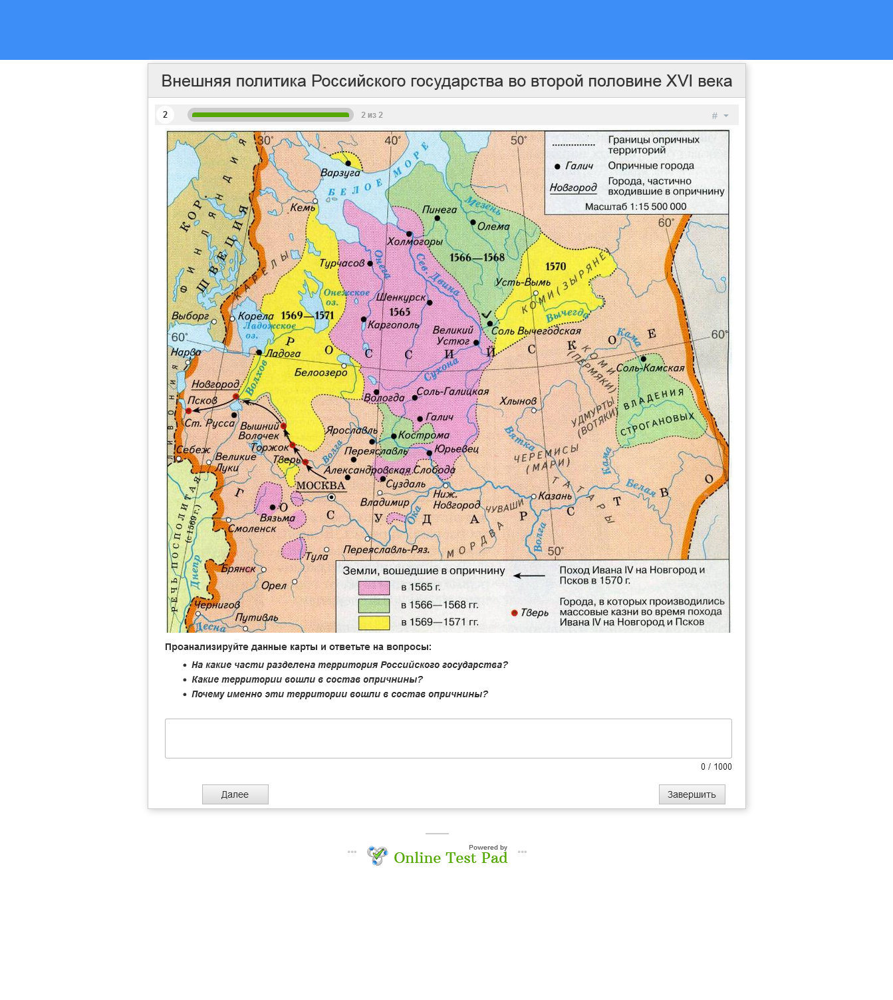 Внешняя политика Российского государства во второй половине XVI века
2
2 из 2
#
30°
40°
50°
Границы опричных
территорий
Галич
Опричные города
Новгород
Города, частично
входившие в опричнину
Масштаб 1:15 500 000
60°
КОР.
ФИНЛЯНДИЯ
ШВЕЦИЯ
Варзуга
БЕЛОЕ МОРЕ
Кемь
Мезень
Пинега
Олема
Холмогоры
КАРЕЛЫ
Турчасов
Онега
Сев. Двина
1566—1568
1570
Усть-Вымь
КОМИ (ЗЫРЯНЕ)
Онежское
оз.
Шенкурск
1565
Выборг
Корела
1569—1571
Ладожское
оз.
Каргополь
Великий
Устюг
Соль Вычегодская
Вычегда
60°
Кама
60°
Нарва
Ладога
РОССИЙСКОЕ
Белоозеро
Сухона
КОМИ
(ПЕРМЯКИ)
Соль-Камская
Новгород
Волхов
Псков
Вологда
Соль-Галицкая
Хлынов
ВЛАДЕНИЯ
СТРОГАНОВЫХ
УДМУРТЫ
(ВОТЯКИ)
ЛИВОНИЯ
Ст. Русса
Вышний
Волочек
Галич
Ярославль
Кострома
Вятка
Торжок
Волга
Переяславль
Юрьевец
ЧЕРЕМИСЫ
(МАРИ)
Кама
Себеж
Великие
Луки
Тверь
Александровская Слобода
МОСКВА
Суздаль
ТАТАРЫ
Белая
ГОСУДАРСТВО
Владимир
Ниж.
Новгород
Казань
ЧУВАШИ
РЕЧЬ ПОСПОЛИТАЯ
(с 1569 г.)
Вязьма
Смоленск
Ока
Волга
МОРДВА
Днепр
Тула
Переяславль-Ряз.
50°
Брянск
Орел
Чернигов
Путивль
Десна
Земли, вошедшие в опричнину
в 1565 г.
в 1566—1568 гг.
в 1569—1571 гг.
Поход Ивана IV на Новгород и
Псков в 1570 г.
Тверь
Города, в которых производились
массовые казни во время похода
Ивана IV на Новгород и Псков
Проанализируйте данные карты и ответьте на вопросы:
На какие части разделена территория Российского государства?
Какие территории вошли в состав опричнины?
Почему именно эти территории вошли в состав опричнины?
0 / 1000
Далее
Завершить
Powered by
Online Test Pad